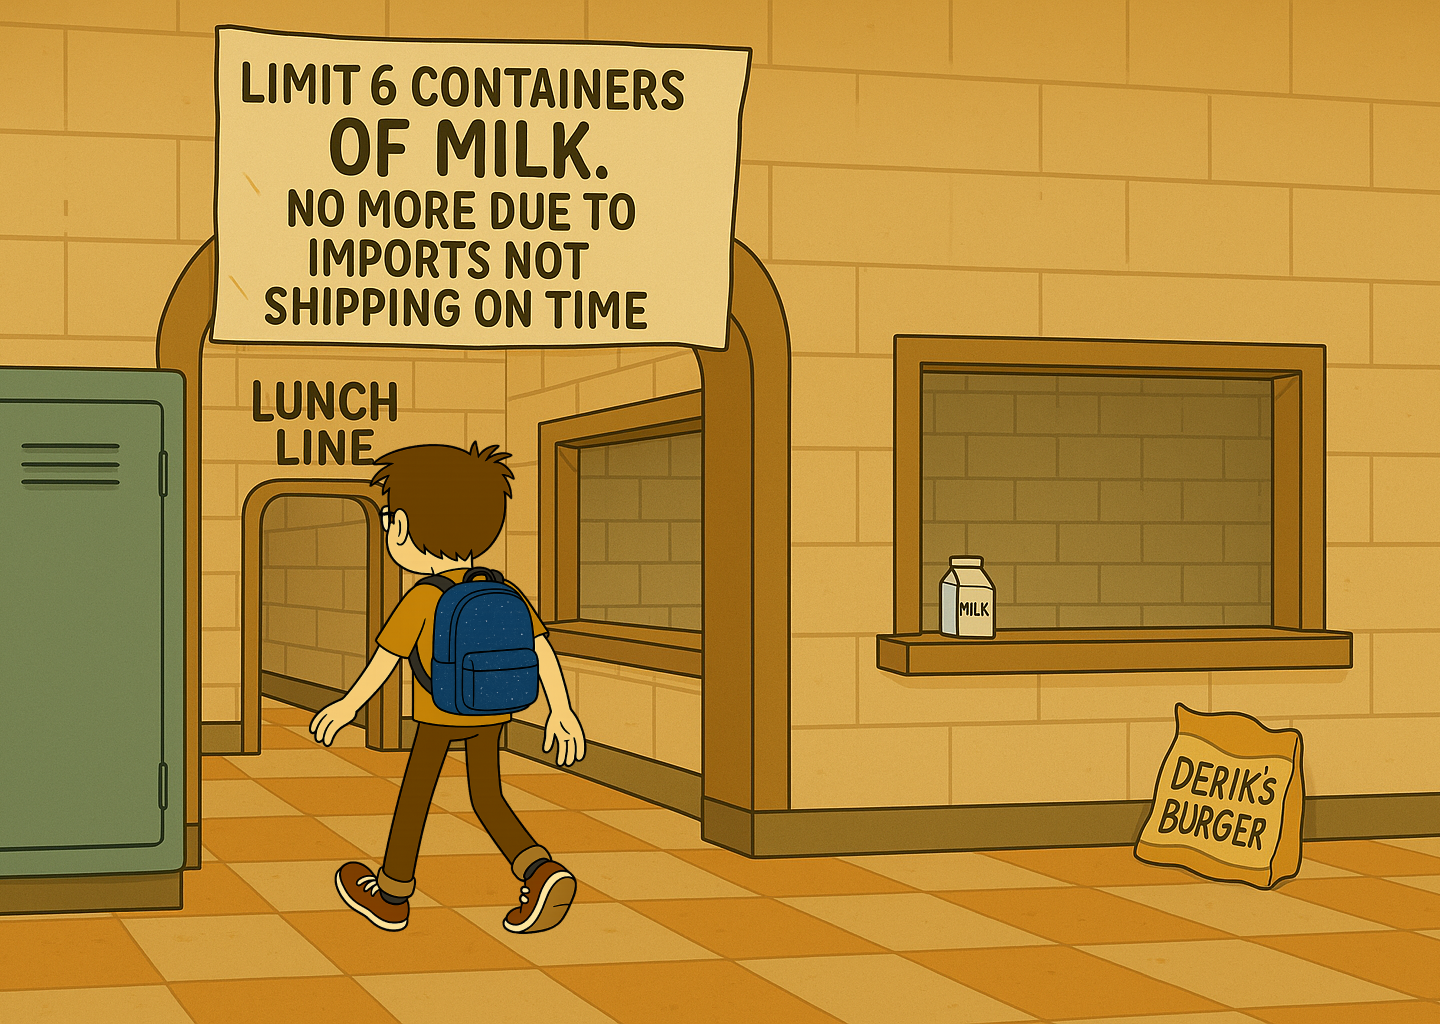 LIMIT 6 CONTAINERS
OF MILK.
NO MORE DUE TO
IMPORTS NOT
SHIPPING ON TIME
LUNCH
LINE
MILK
DERIK'S
BURGER